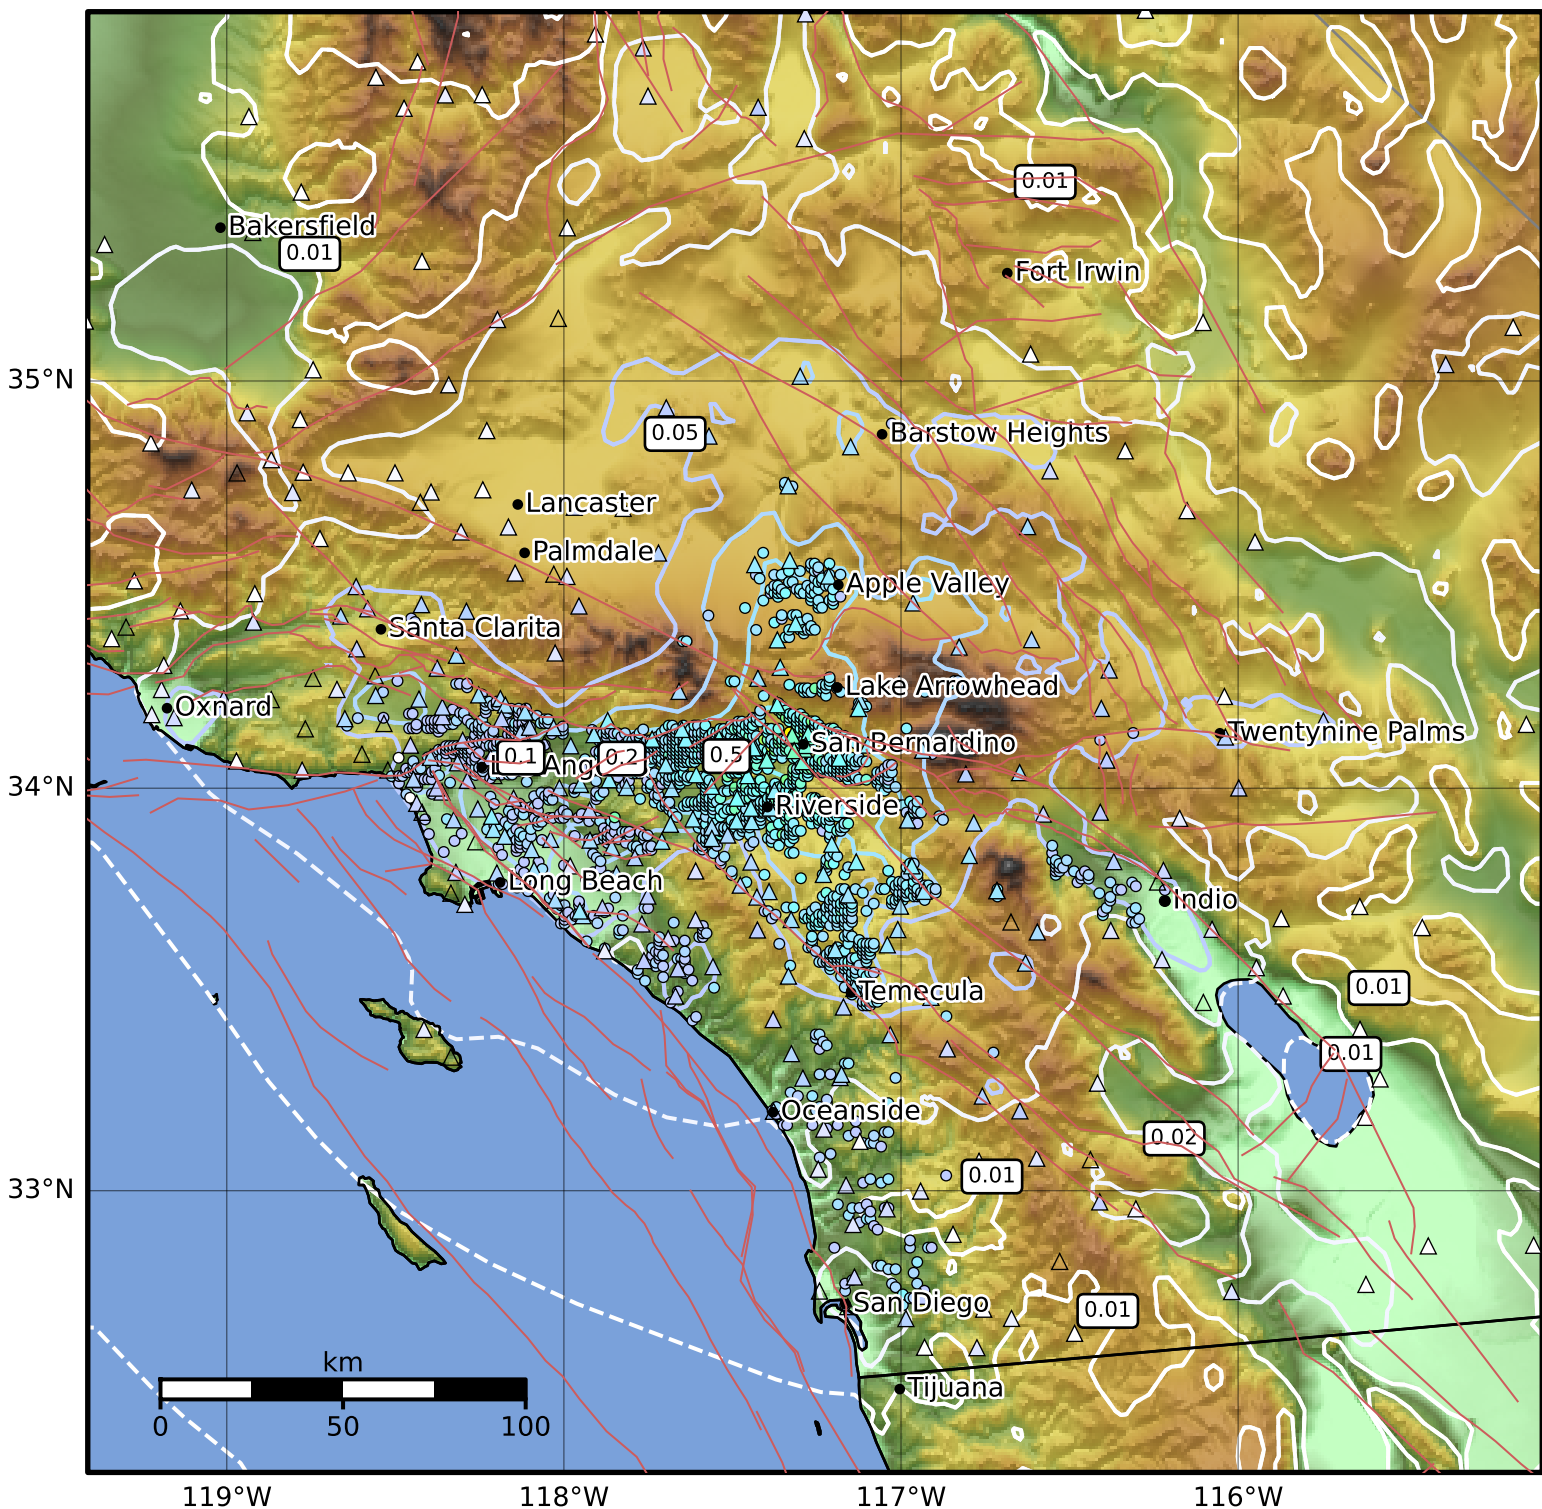 0.01
Bakersfield
0.01
Fort Irwin
35°N
0.05
Barstow Heights
Lancaster
Palmdale
Apple Valley
Santa Clarita
Lake Arrowhead
Oxnard
Twentynine Palms
San Bernardino
0.1
0.2
0.5
Ang
34°N
Riverside
Long Beach
Indio
Temecula
0.01
0.01
Oceanside
0.02
0.01
33°N
San Diego
0.01
km
Tijuana
0 50 100
119°W 118°W 117°W 116°W